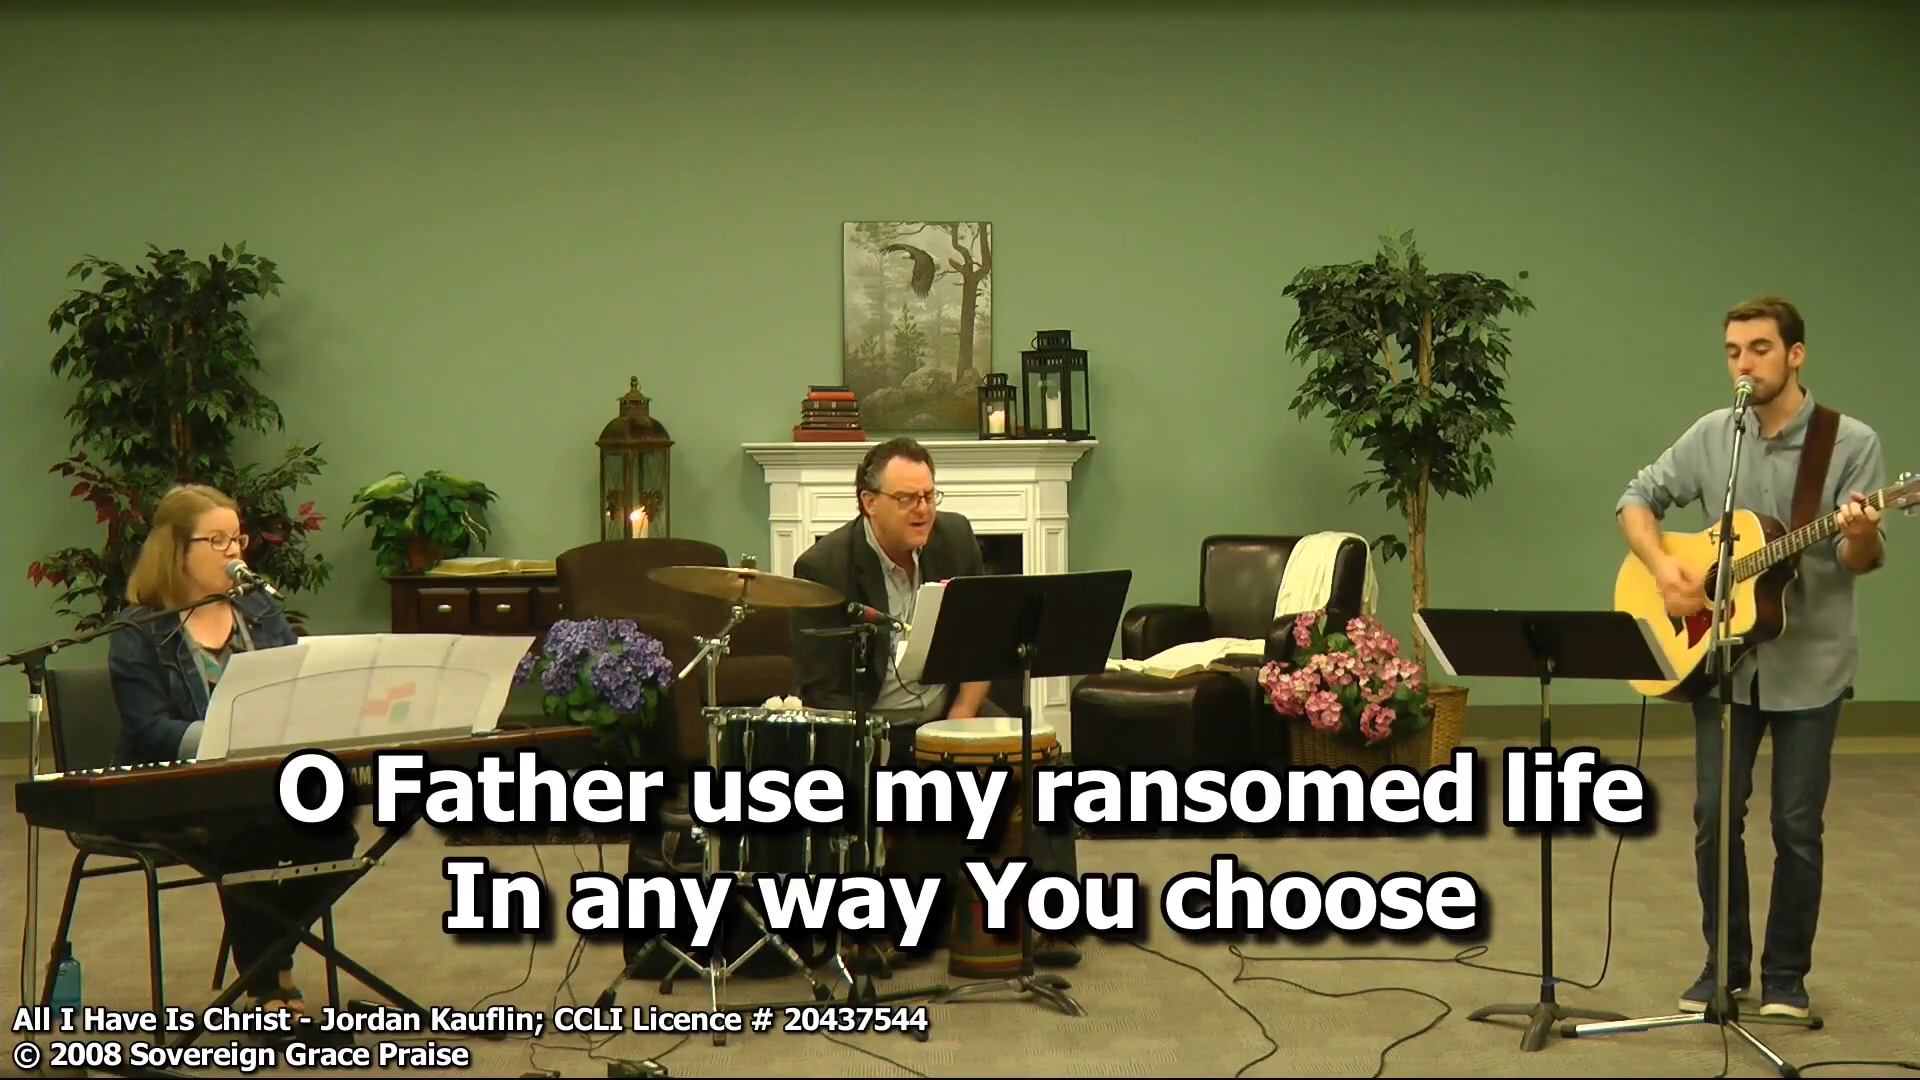 O Father use my ransomed life
In any way You choose
All I Have Is Christ - Jordan Kauflin; CCLI Licence # 20437544
© 2008 Sovereign Grace Praise